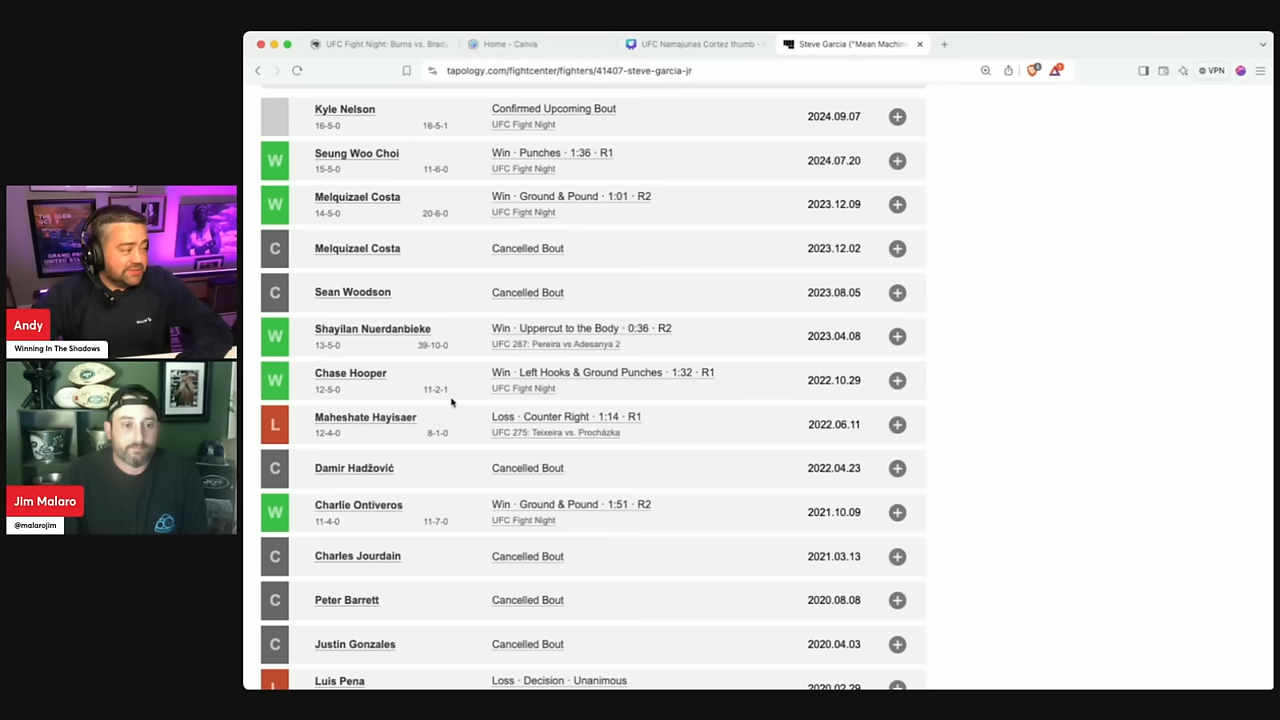 UFC Fight Night: Burns vs. Brady
Home - Canva
UFC Namajunas Cortez thumb -
Steve Garcia ("Mean Machin
tapology.com/fightcenter/fighters/41407-steve-garcia-jr
VPN
Kyle Nelson
16-5-0 16-5-1
Confirmed Upcoming Bout
UFC Fight Night
2024.09.07
W
Seung Woo Choi
15-5-0 11-6-0
Win · Punches · 1:36 · R1
UFC Fight Night
2024.07.20
W
Melquizael Costa
14-5-0 20-6-0
Win · Ground & Pound · 1:01 · R2
UFC Fight Night
2023.12.09
C
Melquizael Costa
Cancelled Bout
2023.12.02
C
Sean Woodson
Cancelled Bout
2023.08.05
W
Shayilan Nuerdanbieke
13-5-0 39-10-0
Win · Uppercut to the Body · 0:36 · R2
UFC 287: Pereira vs Adesanya 2
2023.04.08
W
Chase Hooper
12-5-0 11-2-1
Win · Left Hooks & Ground Punches · 1:32 · R1
UFC Fight Night
2022.10.29
L
Maheshate Hayisaer
12-4-0 8-1-0
Loss · Counter Right · 1:14 · R1
UFC 275: Teixeira vs. Procházka
2022.06.11
C
Damir Hadžović
Cancelled Bout
2022.04.23
W
Charlie Ontiveros
11-4-0 11-7-0
Win · Ground & Pound · 1:51 · R2
UFC Fight Night
2021.10.09
C
Charles Jourdain
Cancelled Bout
2021.03.13
C
Peter Barrett
Cancelled Bout
2020.08.08
C
Justin Gonzales
Cancelled Bout
2020.04.03
L
Luis Pena
Loss · Decision · Unanimous
2020.02.29
Andy
Winning In The Shadows
Jim Malaro
@malarojim